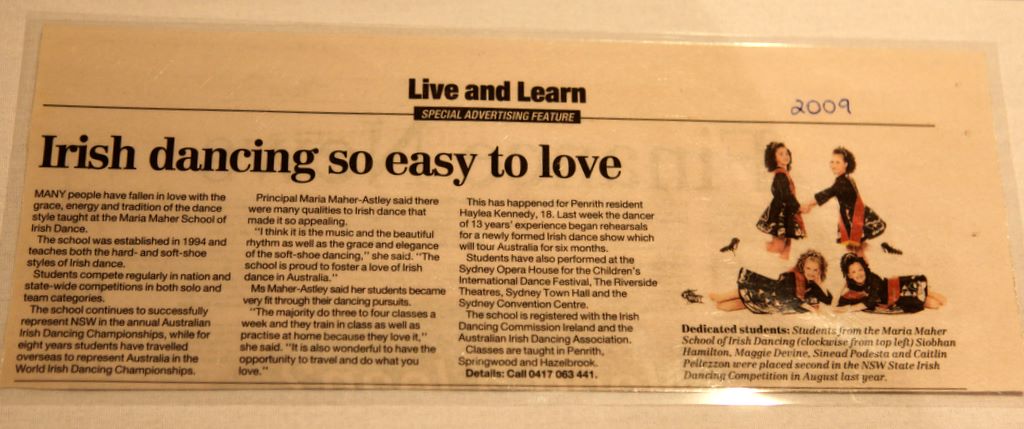 Live and Learn
SPECIAL ADVERTISING FEATURE
2009
Irish dancing so easy to love
MANY people have fallen in love with the
grace, energy and tradition of the dance
style taught at the Maria Maher School of
Irish Dance.
The school was established in 1994 and
teaches both the hard- and soft-shoe
styles of Irish dance.
Students compete regularly in nation and
state-wide competitions in both solo and
team categories.
The school continues to successfully
represent NSW in the annual Australian
Irish Dancing Championships, while for
eight years students have travelled
overseas to represent Australia in the
World Irish Dancing Championships.
Principal Maria Maher-Astley said there
were many qualities to Irish dance that
made it so appealing.
"I think it is the music and the beautiful
rhythm as well as the grace and elegance
of the soft-shoe dancing," she said. "The
school is proud to foster a love of Irish
dance in Australia."
Ms Maher-Astley said her students became
very fit through their dancing pursuits.
"The majority do three to four classes a
week and they train in class as well as
practise at home because they love it,"
she said. "It is also wonderful to have the
opportunity to travel and do what you
love."
This has happened for Penrith resident
Haylea Kennedy, 18. Last week the dancer
of 13 years' experience began rehearsals
for a newly formed Irish dance show which
will tour Australia for six months.
Students have also performed at the
Sydney Opera House for the Children's
International Dance Festival, The Riverside
Theatres, Sydney Town Hall and the
Sydney Convention Centre.
The school is registered with the Irish
Dancing Commission Ireland and the
Australian Irish Dancing Association.
Classes are taught in Penrith,
Springwood and Hazelbrook.
Details: Call 0417 063 441.
Dedicated students: Students from the Maria Maher
School of Irish Dancing (clockwise from top left) Siobhan
Hamilton, Maggie Devine, Sinead Podesta and Caitlin
Pellezzon were placed second in the NSW State Irish
Dancing Competition in August last year.